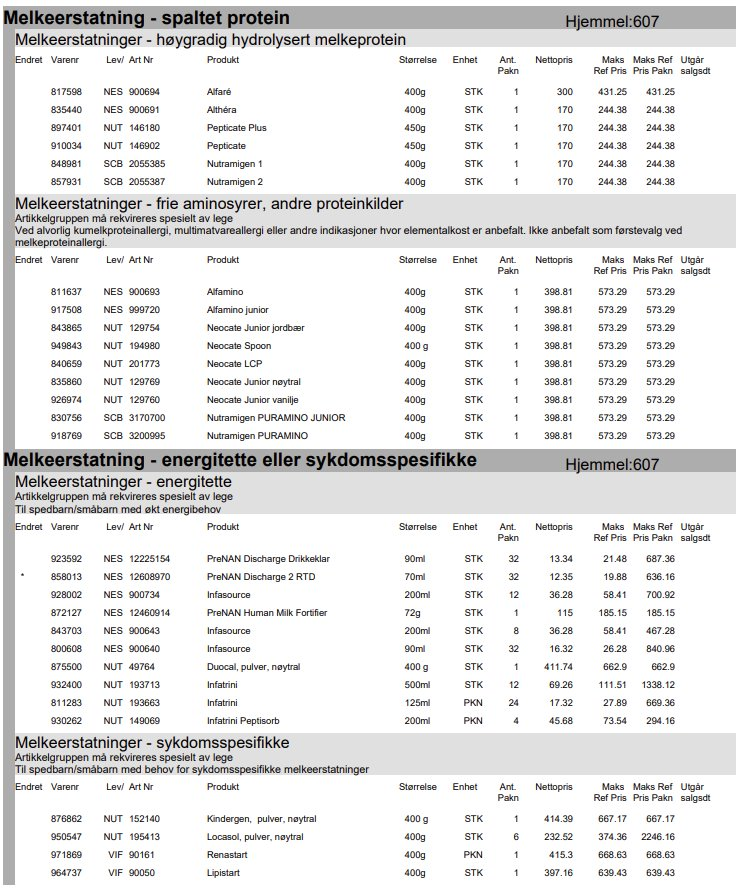 Melkeerstatning - spaltet protein Hjemmel:607
Melkeerstatninger - høygradig hydrolysert melkeprotein
Endret Varenr Lev/ Art Nr Produkt Størrelse Enhet Ant. Pakn Nettopris Maks Ref Pris Maks Ref Pris Pakn Utgår salgsdt
817598 NES 900694 Alfaré 400g STK 1 300 431.25 431.25
835440 NES 900691 Althéra 400g STK 1 170 244.38 244.38
897401 NUT 146180 Pepticate Plus 450g STK 1 170 244.38 244.38
910034 NUT 146902 Pepticate 450g STK 1 170 244.38 244.38
848981 SCB 2055385 Nutramigen 1 400g STK 1 170 244.38 244.38
857931 SCB 2055387 Nutramigen 2 400g STK 1 170 244.38 244.38
Melkeerstatninger - frie aminosyrer, andre proteinkilder
Artikkelgruppen må rekvireres spesielt av lege
Ved alvorlig kumelkproteinallergi, multimatvareallergi eller andre indikasjoner hvor elementalkost er anbefalt. Ikke anbefalt som førstevalg ved
melkeproteinallergi.
Endret Varenr Lev/ Art Nr Produkt Størrelse Enhet Ant. Pakn Nettopris Maks Ref Pris Maks Ref Pris Pakn Utgår salgsdt
811637 NES 900693 Alfamino 400g STK 1 398.81 573.29 573.29
917508 NES 999720 Alfamino junior 400g STK 1 398.81 573.29 573.29
843865 NUT 129754 Neocate Junior jordbær 400g STK 1 398.81 573.29 573.29
949843 NUT 194980 Neocate Spoon 400 g STK 1 398.81 573.29 573.29
840659 NUT 201773 Neocate LCP 400g STK 1 398.81 573.29 573.29
835860 NUT 129769 Neocate Junior nøytral 400g STK 1 398.81 573.29 573.29
926974 NUT 129760 Neocate Junior vanilje 400g STK 1 398.81 573.29 573.29
830756 SCB 3170700 Nutramigen PURAMINO JUNIOR 400g STK 1 398.81 573.29 573.29
918769 SCB 3200995 Nutramigen PURAMINO 400g STK 1 398.81 573.29 573.29
Melkeerstatning - energitette eller sykdomsspesifikke Hjemmel:607
Melkeerstatninger - energitette
Artikkelgruppen må rekvireres spesielt av lege
Til spedbarn/småbarn med økt energibehov
Endret Varenr Lev/ Art Nr Produkt Størrelse Enhet Ant. Pakn Nettopris Maks Ref Pris Maks Ref Pris Pakn Utgår salgsdt
923592 NES 12225154 PreNAN Discharge Drikkeklar 90ml STK 32 13.34 21.48 687.36
* 858013 NES 12608970 PreNAN Discharge 2 RTD 70ml STK 32 12.35 19.88 636.16
928002 NES 900734 Infasource 200ml STK 12 36.28 58.41 700.92
872127 NES 12460914 PreNAN Human Milk Fortifier 72g STK 1 115 185.15 185.15
843703 NES 900643 Infasource 200ml STK 8 36.28 58.41 467.28
800608 NES 900640 Infasource 90ml STK 32 16.32 26.28 840.96
875500 NUT 49764 Duocal, pulver, nøytral 400 g STK 1 411.74 662.9 662.9
932400 NUT 193713 Infatrini 500ml STK 12 69.26 111.51 1338.12
811283 NUT 193663 Infatrini 125ml PKN 24 17.32 27.89 669.36
930262 NUT 149069 Infatrini Peptisorb 200ml PKN 4 45.68 73.54 294.16
Melkeerstatninger - sykdomsspesifikke
Artikkelgruppen må rekvireres spesielt av lege
Til spedbarn/småbarn med behov for sykdomsspesifikke melkeerstatninger
Endret Varenr Lev/ Art Nr Produkt Størrelse Enhet Ant. Pakn Nettopris Maks Ref Pris Maks Ref Pris Pakn Utgår salgsdt
876862 NUT 152140 Kindergen, pulver, nøytral 400 g STK 1 414.39 667.17 667.17
950547 NUT 195413 Locasol, pulver, nøytral 400g STK 6 232.52 374.36 2246.16
971869 VIF 90161 Renastart 400g PKN 1 415.3 668.63 668.63
964737 VIF 90050 Lipistart 400g STK 1 397.16 639.43 639.43